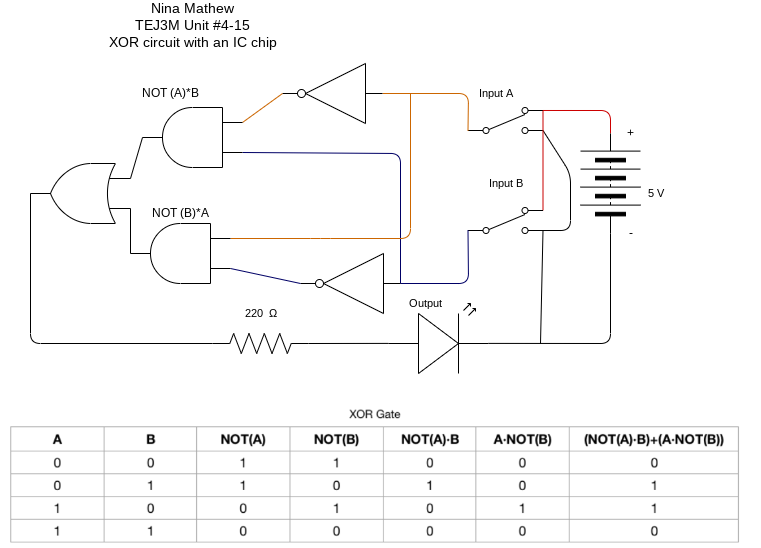 Nina Mathew
TEJ3M Unit #4-15
XOR circuit with an IC chip
NOT (A)*B
Input A
+
Input B
5 V
NOT (B)*A
-
Output
220 Ω
XOR Gate
A B NOT(A) NOT(B) NOT(A)·B A·NOT(B) (NOT(A)·B)+(A·NOT(B))
0 0 1 1 0 0 0
0 1 1 0 1 0 1
1 0 0 1 0 1 1
1 1 0 0 0 0 0